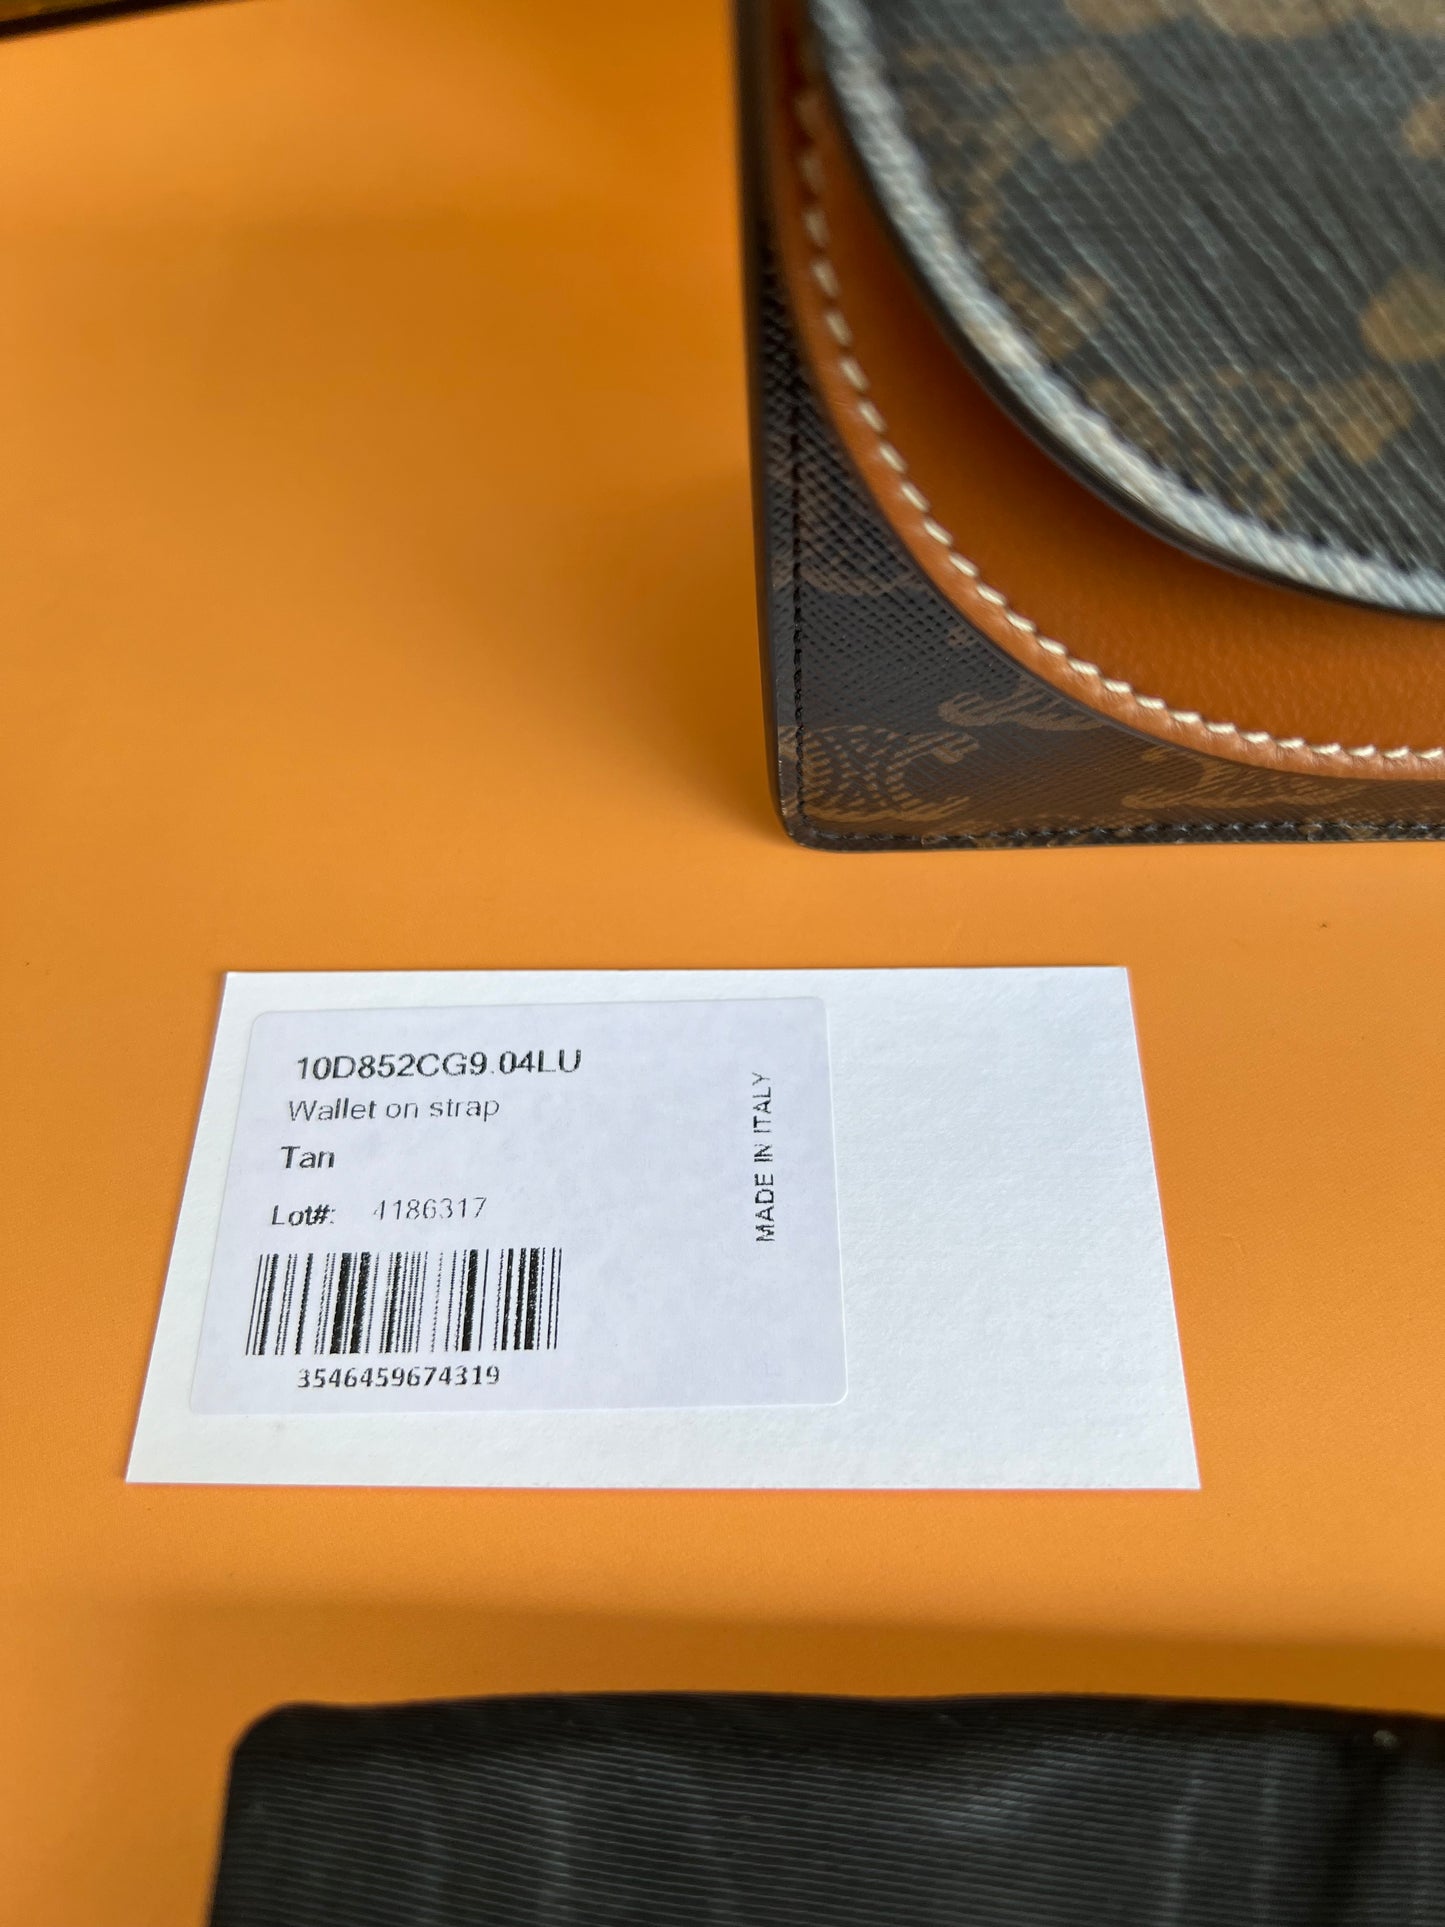 10D852CG9.04LU
Wallet on strap
Tan
Lot#: 4186317
3546459674319
MADE IN ITALY